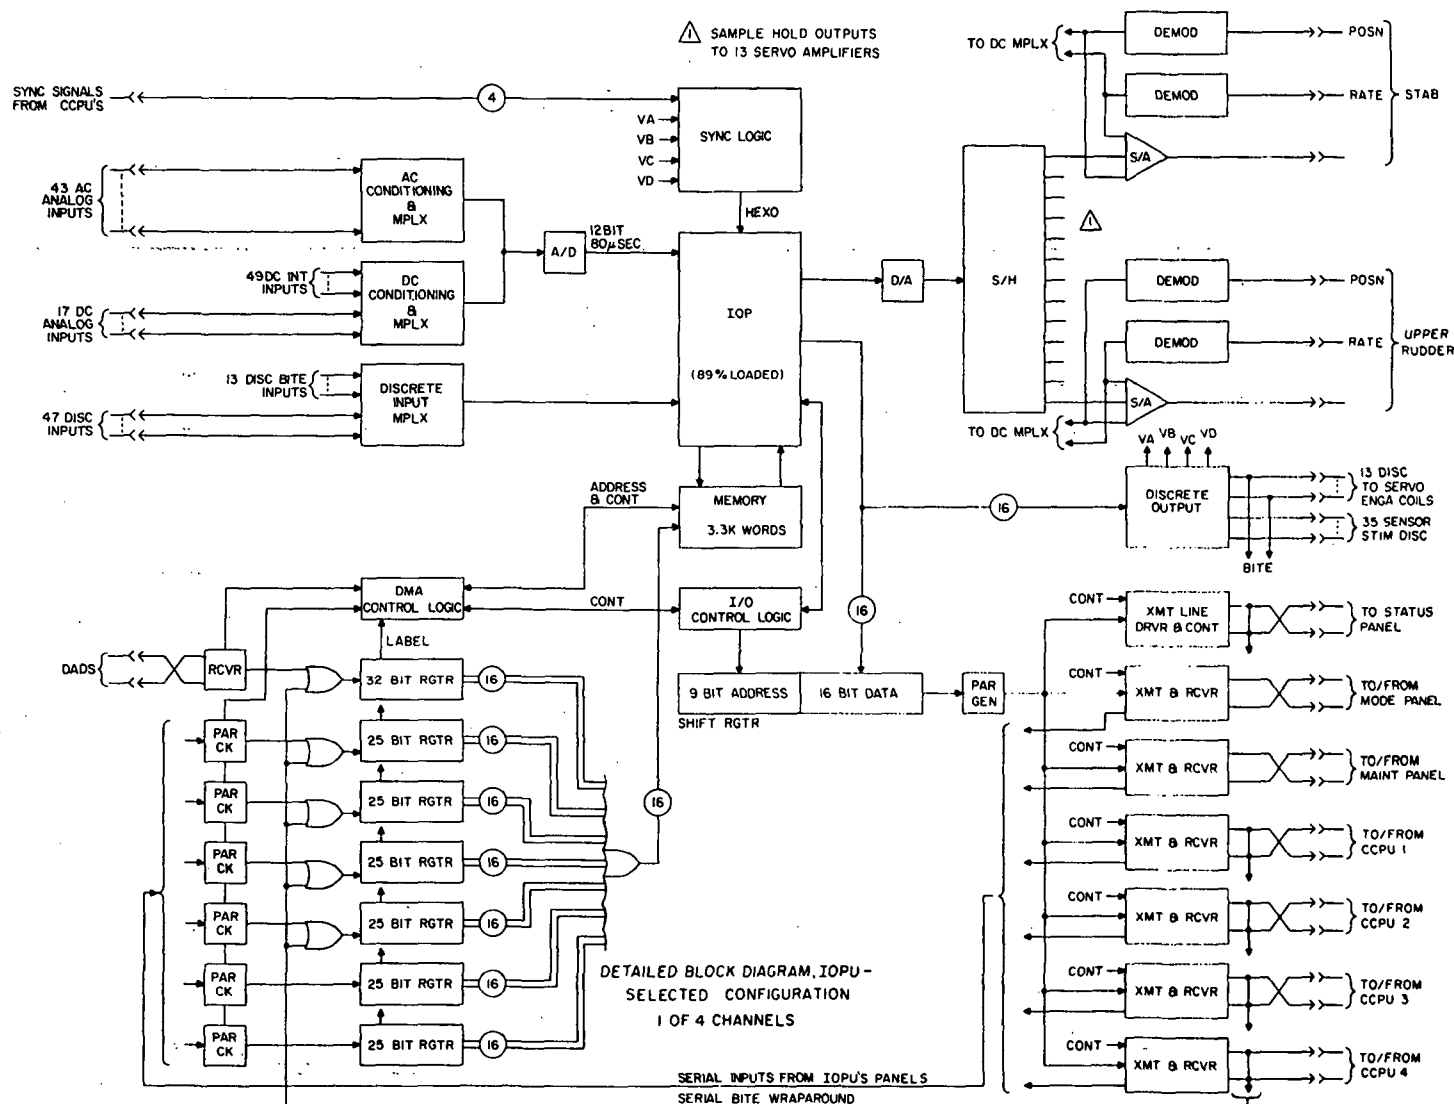 1 SAMPLE HOLD OUTPUTS
TO 13 SERVO AMPLIFIERS
SYNC SIGNALS
FROM CCPU'S
4
VA
VB
VC
VD
SYNC LOGIC
HEXO
43 AC
ANALOG
INPUTS
AC
CONDITIONING
&
MPLX
49DC INT
INPUTS
17 DC
ANALOG
INPUTS
DC
CONDITIONING
&
MPLX
A/D
12BIT
80µSEC
13 DISC BITE
INPUTS
47 DISC
INPUTS
DISCRETE
INPUT
MPLX
IOP
(89% LOADED)
D/A
S/H
1
TO DC MPLX
DEMOD
POSN
DEMOD
RATE
STAB
S/A
DEMOD
POSN
DEMOD
RATE
UPPER
RUDDER
S/A
TO DC MPLX
VA VB VC VD
DISCRETE
OUTPUT
16
13 DISC
TO SERVO
ENGA COILS
35 SENSOR
STIM DISC
BITE
ADDRESS
& CONT
MEMORY
3.3K WORDS
DMA
CONTROL LOGIC
CONT
I/O
CONTROL LOGIC
16
LABEL
DADS
RCVR
32 BIT RGTR
16
9 BIT ADDRESS
16 BIT DATA
SHIFT RGTR
PAR
GEN
PAR
CK
25 BIT RGTR
16
PAR
CK
25 BIT RGTR
16
16
PAR
CK
25 BIT RGTR
16
PAR
CK
25 BIT RGTR
16
PAR
CK
25 BIT RGTR
16
PAR
CK
25 BIT RGTR
16
CONT
XMT LINE
DRVR & CONT
TO STATUS
PANEL
CONT
XMT & RCVR
TO/FROM
MODE PANEL
CONT
XMT & RCVR
TO/FROM
MAINT PANEL
CONT
XMT & RCVR
TO/FROM
CCPU 1
CONT
XMT & RCVR
TO/FROM
CCPU 2
CONT
XMT & RCVR
TO/FROM
CCPU 3
CONT
XMT & RCVR
TO/FROM
CCPU 4
DETAILED BLOCK DIAGRAM, IOPU-
SELECTED CONFIGURATION
1 OF 4 CHANNELS
SERIAL INPUTS FROM IOPU'S PANELS
SERIAL BITE WRAPAROUND